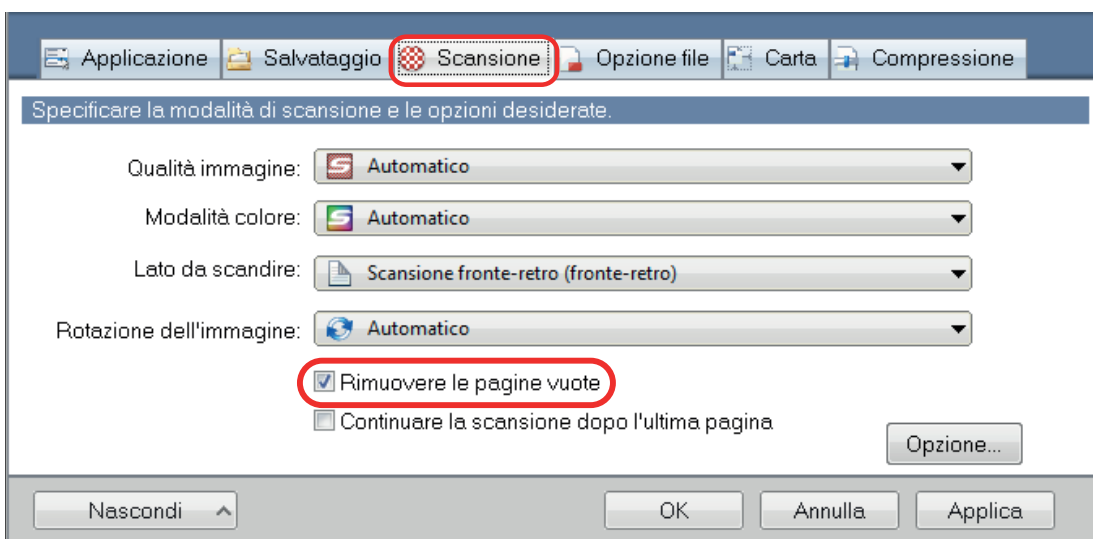 Applicazione Salvataggio Scansione Opzione file Carta Compressione
Specificare la modalità di scansione e le opzioni desiderate.
Qualità immagine: Automatico
Modalità colore: Automatico
Lato da scandire: Scansione fronte-retro (fronte-retro)
Rotazione dell'immagine: Automatico
Rimuovere le pagine vuote
Continuare la scansione dopo l'ultima pagina
Opzione...
Nascondi OK Annulla Applica